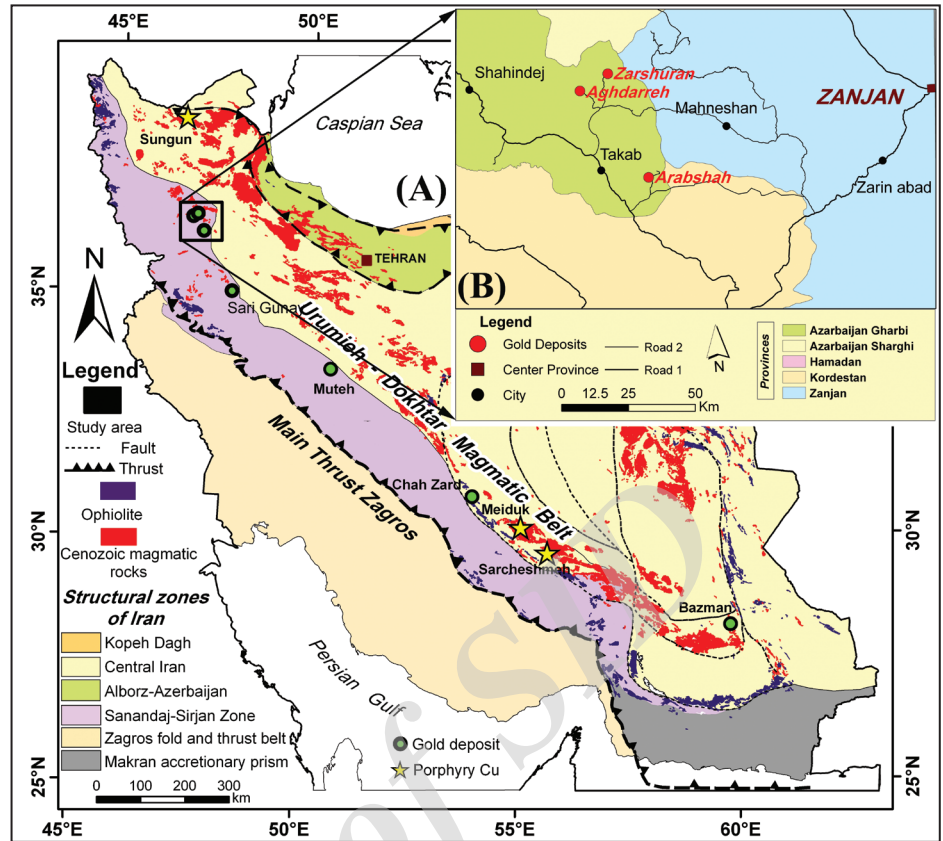 45°E
50°E
Caspian Sea
Sungun
(A)
TEHRAN
N
35°N
Sari Gunay
Urumieh - Dokhtar Magmatic Belt
Muteh
Main Thrust Zagros
Chah Zard
Meiduk
Sarcheshmeh
Bazman
30°N
30°N
Persian Gulf
25°N
25°N
45°E
50°E
55°E
60°E
Legend
Study area
Fault
Thrust
Ophiolite
Cenozoic magmatic
rocks
Structural zones
of Iran
Kopeh Dagh
Central Iran
Alborz-Azerbaijan
Sanandaj-Sirjan Zone
Zagros fold and thrust belt
Makran accretionary prism
0 100 200 300
km
Gold deposit
Porphyry Cu
Shahindej
Zarshuran
Aghdarreh
Mahneshan
ZANJAN
Takab
Arabshah
Zarin abad
(B)
Legend
Gold Deposits
Center Province
City
Road 2
Road 1
0 12.5 25 50
Km
N
Provinces
Azarbaijan Gharbi
Azarbaijan Sharghi
Hamadan
Kordestan
Zanjan
of SID